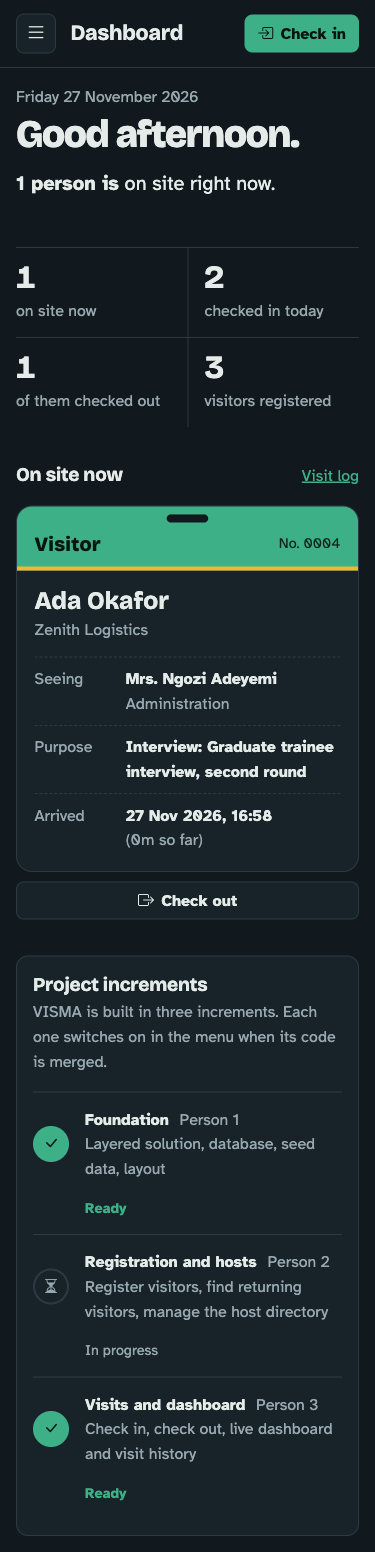 Dashboard
Check in
Friday 27 November 2026
Good afternoon.
1 person is on site right now.
1
on site now
2
checked in today
1
of them checked out
3
visitors registered
On site now
Visit log
Visitor
No. 0004
Ada Okafor
Zenith Logistics
Seeing
Mrs. Ngozi Adeyemi
Administration
Purpose
Interview: Graduate trainee
interview, second round
Arrived
27 Nov 2026, 16:58
(0m so far)
Check out
Project increments
VISMA is built in three increments. Each
one switches on in the menu when its code
is merged.
Foundation Person 1
Layered solution, database, seed
data, layout
Ready
Registration and hosts Person 2
Register visitors, find returning
visitors, manage the host directory
In progress
Visits and dashboard Person 3
Check in, check out, live dashboard
and visit history
Ready